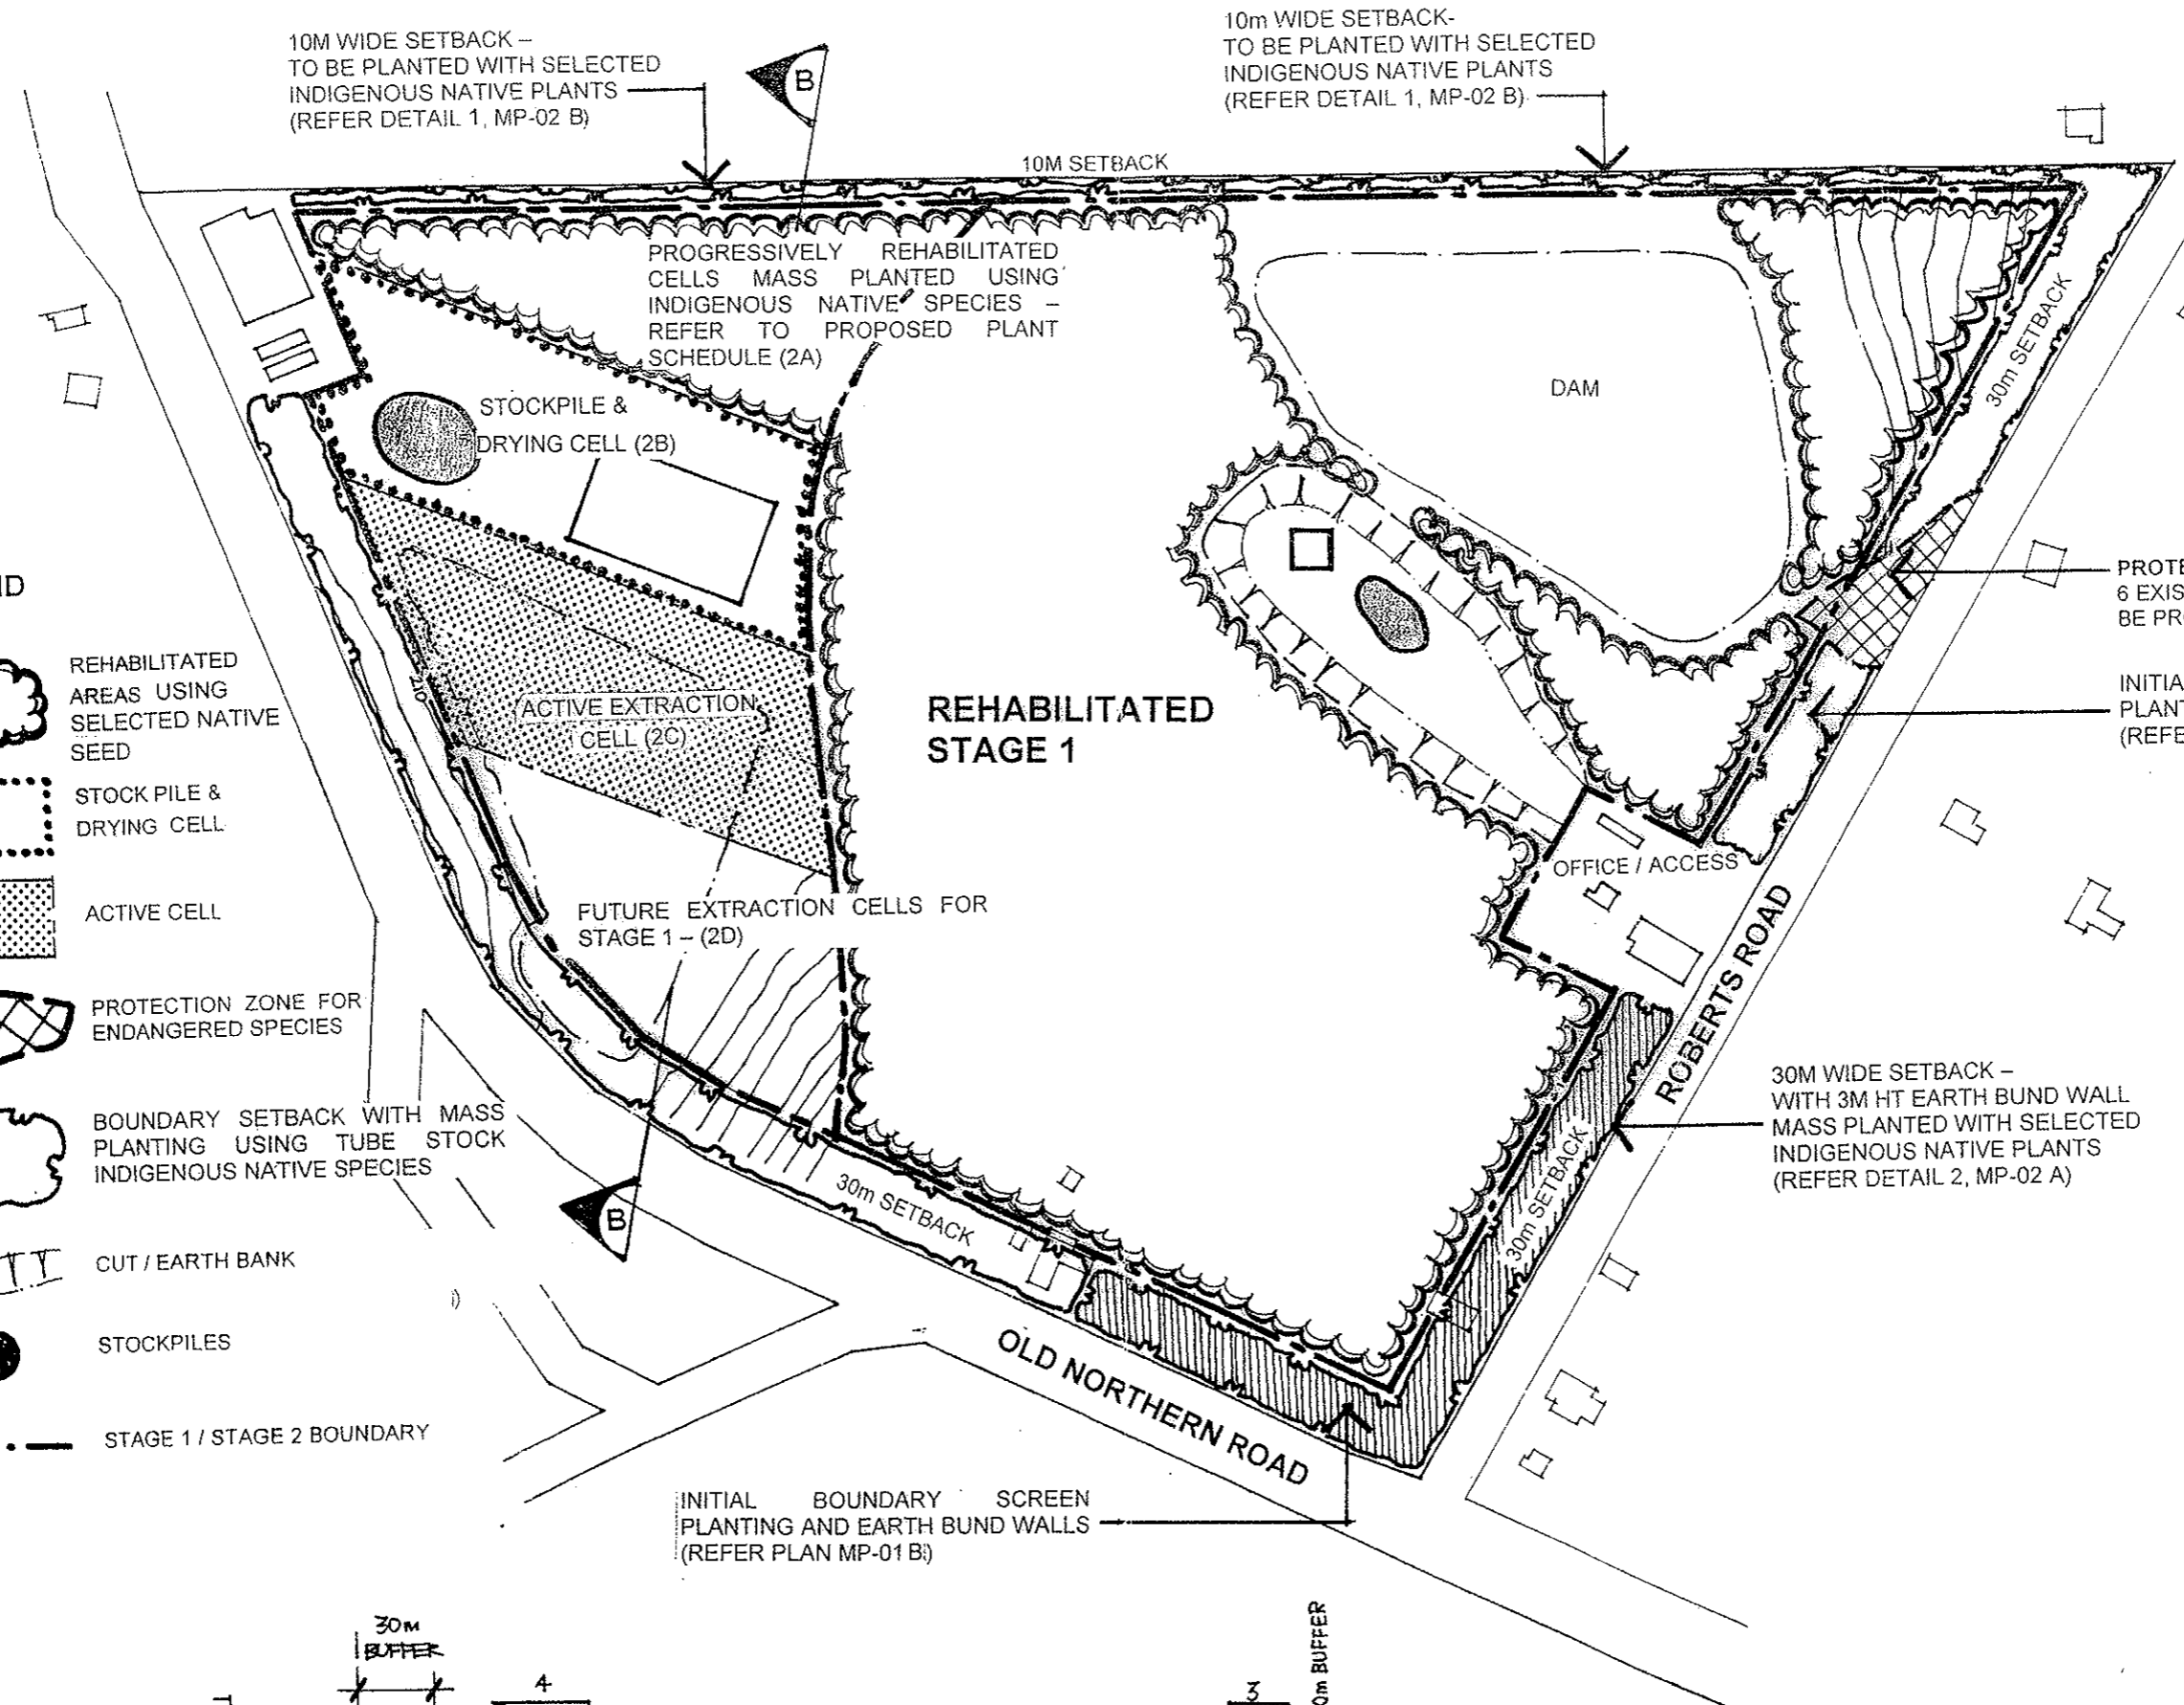 10M WIDE SETBACK –
TO BE PLANTED WITH SELECTED
INDIGENOUS NATIVE PLANTS
(REFER DETAIL 1, MP-02 B)
B
10m WIDE SETBACK-
TO BE PLANTED WITH SELECTED
INDIGENOUS NATIVE PLANTS
(REFER DETAIL 1, MP-02 B)
10M SETBACK
PROGRESSIVELY REHABILITATED
CELLS MASS PLANTED USING
INDIGENOUS NATIVE SPECIES –
REFER TO PROPOSED PLANT
SCHEDULE (2A)
30m SETBACK
DAM
STOCKPILE &
DRYING CELL (2B)
ACTIVE EXTRACTION
CELL (2C)
REHABILITATED
STAGE 1
OFFICE / ACCESS
FUTURE EXTRACTION CELLS FOR
STAGE 1 – (2D)
ROBERTS ROAD
30M WIDE SETBACK –
WITH 3M HT EARTH BUND WALL
MASS PLANTED WITH SELECTED
INDIGENOUS NATIVE PLANTS
(REFER DETAIL 2, MP-02 A)
30m SETBACK
30m SETBACK
B
OLD NORTHERN ROAD
INITIAL BOUNDARY SCREEN
PLANTING AND EARTH BUND WALLS
(REFER PLAN MP-01 B)
REHABILITATED
AREAS USING
SELECTED NATIVE
SEED
STOCK PILE &
DRYING CELL
ACTIVE CELL
PROTECTION ZONE FOR
ENDANGERED SPECIES
BOUNDARY SETBACK WITH MASS
PLANTING USING TUBE STOCK
INDIGENOUS NATIVE SPECIES
CUT / EARTH BANK
STOCKPILES
STAGE 1 / STAGE 2 BOUNDARY
6
BE
30M
BUFFER
4
3
BUFFER